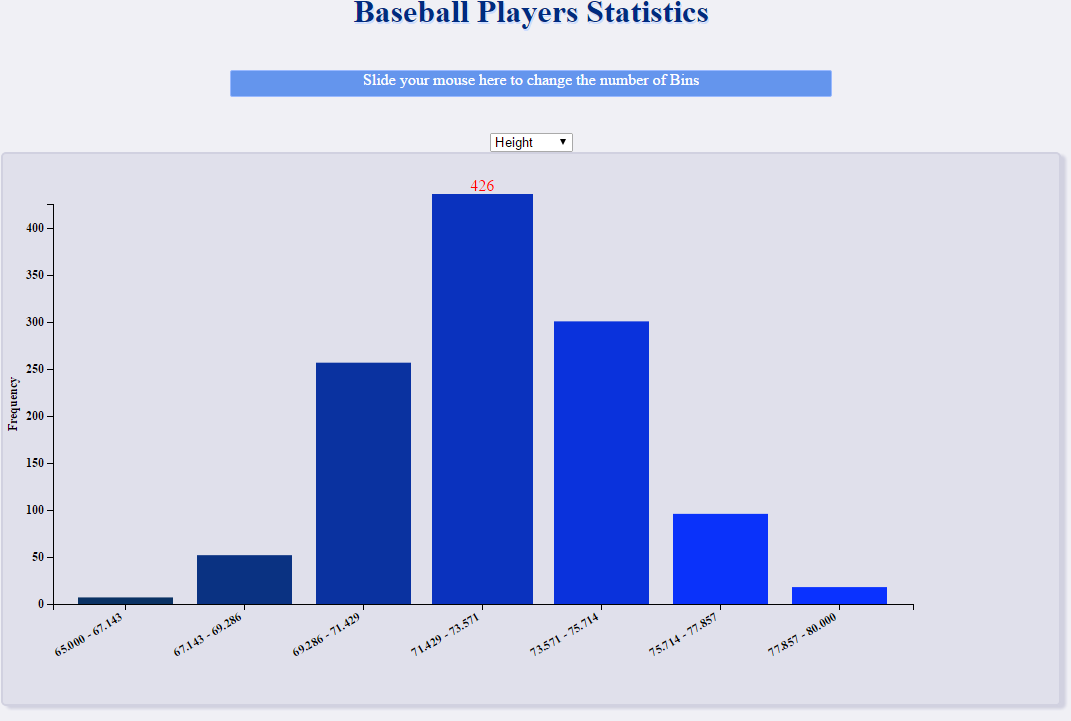 Baseball Players Statistics
Slide your mouse here to change the number of Bins
Height
426
400
350
300
250
200
150
100
50
0
Frequency
65.000 - 67.143
67.143 - 69.286
69.286 - 71.429
71.429 - 73.571
73.571 - 75.714
75.714 - 77.857
77.857 - 80.000